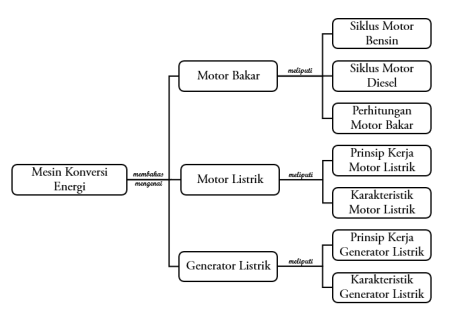 Mesin Konversi
Energi
membahas
mengenai
Motor Bakar
meliputi
Siklus Motor
Bensin
Siklus Motor
Diesel
Perhitungan
Motor Bakar
Motor Listrik
meliputi
Prinsip Kerja
Motor Listrik
Karakteristik
Motor Listrik
Generator Listrik
meliputi
Prinsip Kerja
Generator Listrik
Karakteristik
Generator Listrik